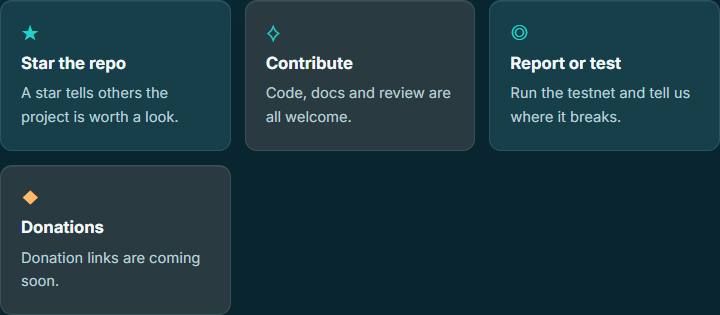 Star the repo
A star tells others the
project is worth a look.
Contribute
Code, docs and review are
all welcome.
Report or test
Run the testnet and tell us
where it breaks.
Donations
Donation links are coming
soon.